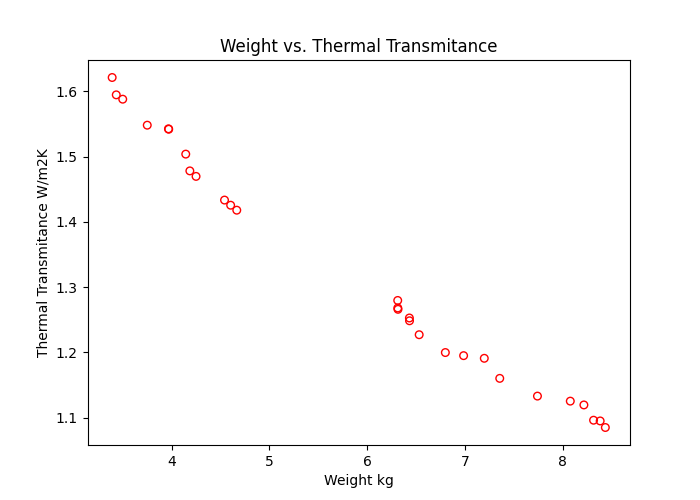 Weight vs. Thermal Transmitance
1.6
1.5
1.4
1.3
1.2
1.1
Thermal Transmitance W/m2K
4 5 6 7 8
Weight kg